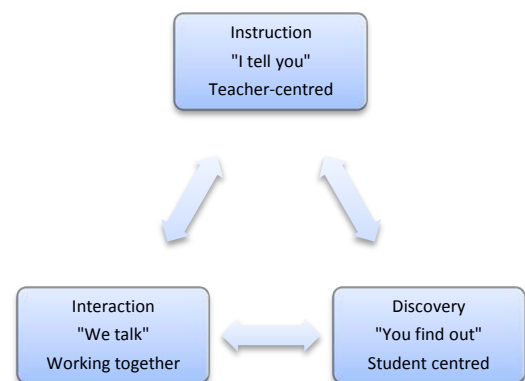 Instruction
"I tell you"
Teacher-centred
Interaction
"We talk"
Working together
Discovery
"You find out"
Student centred